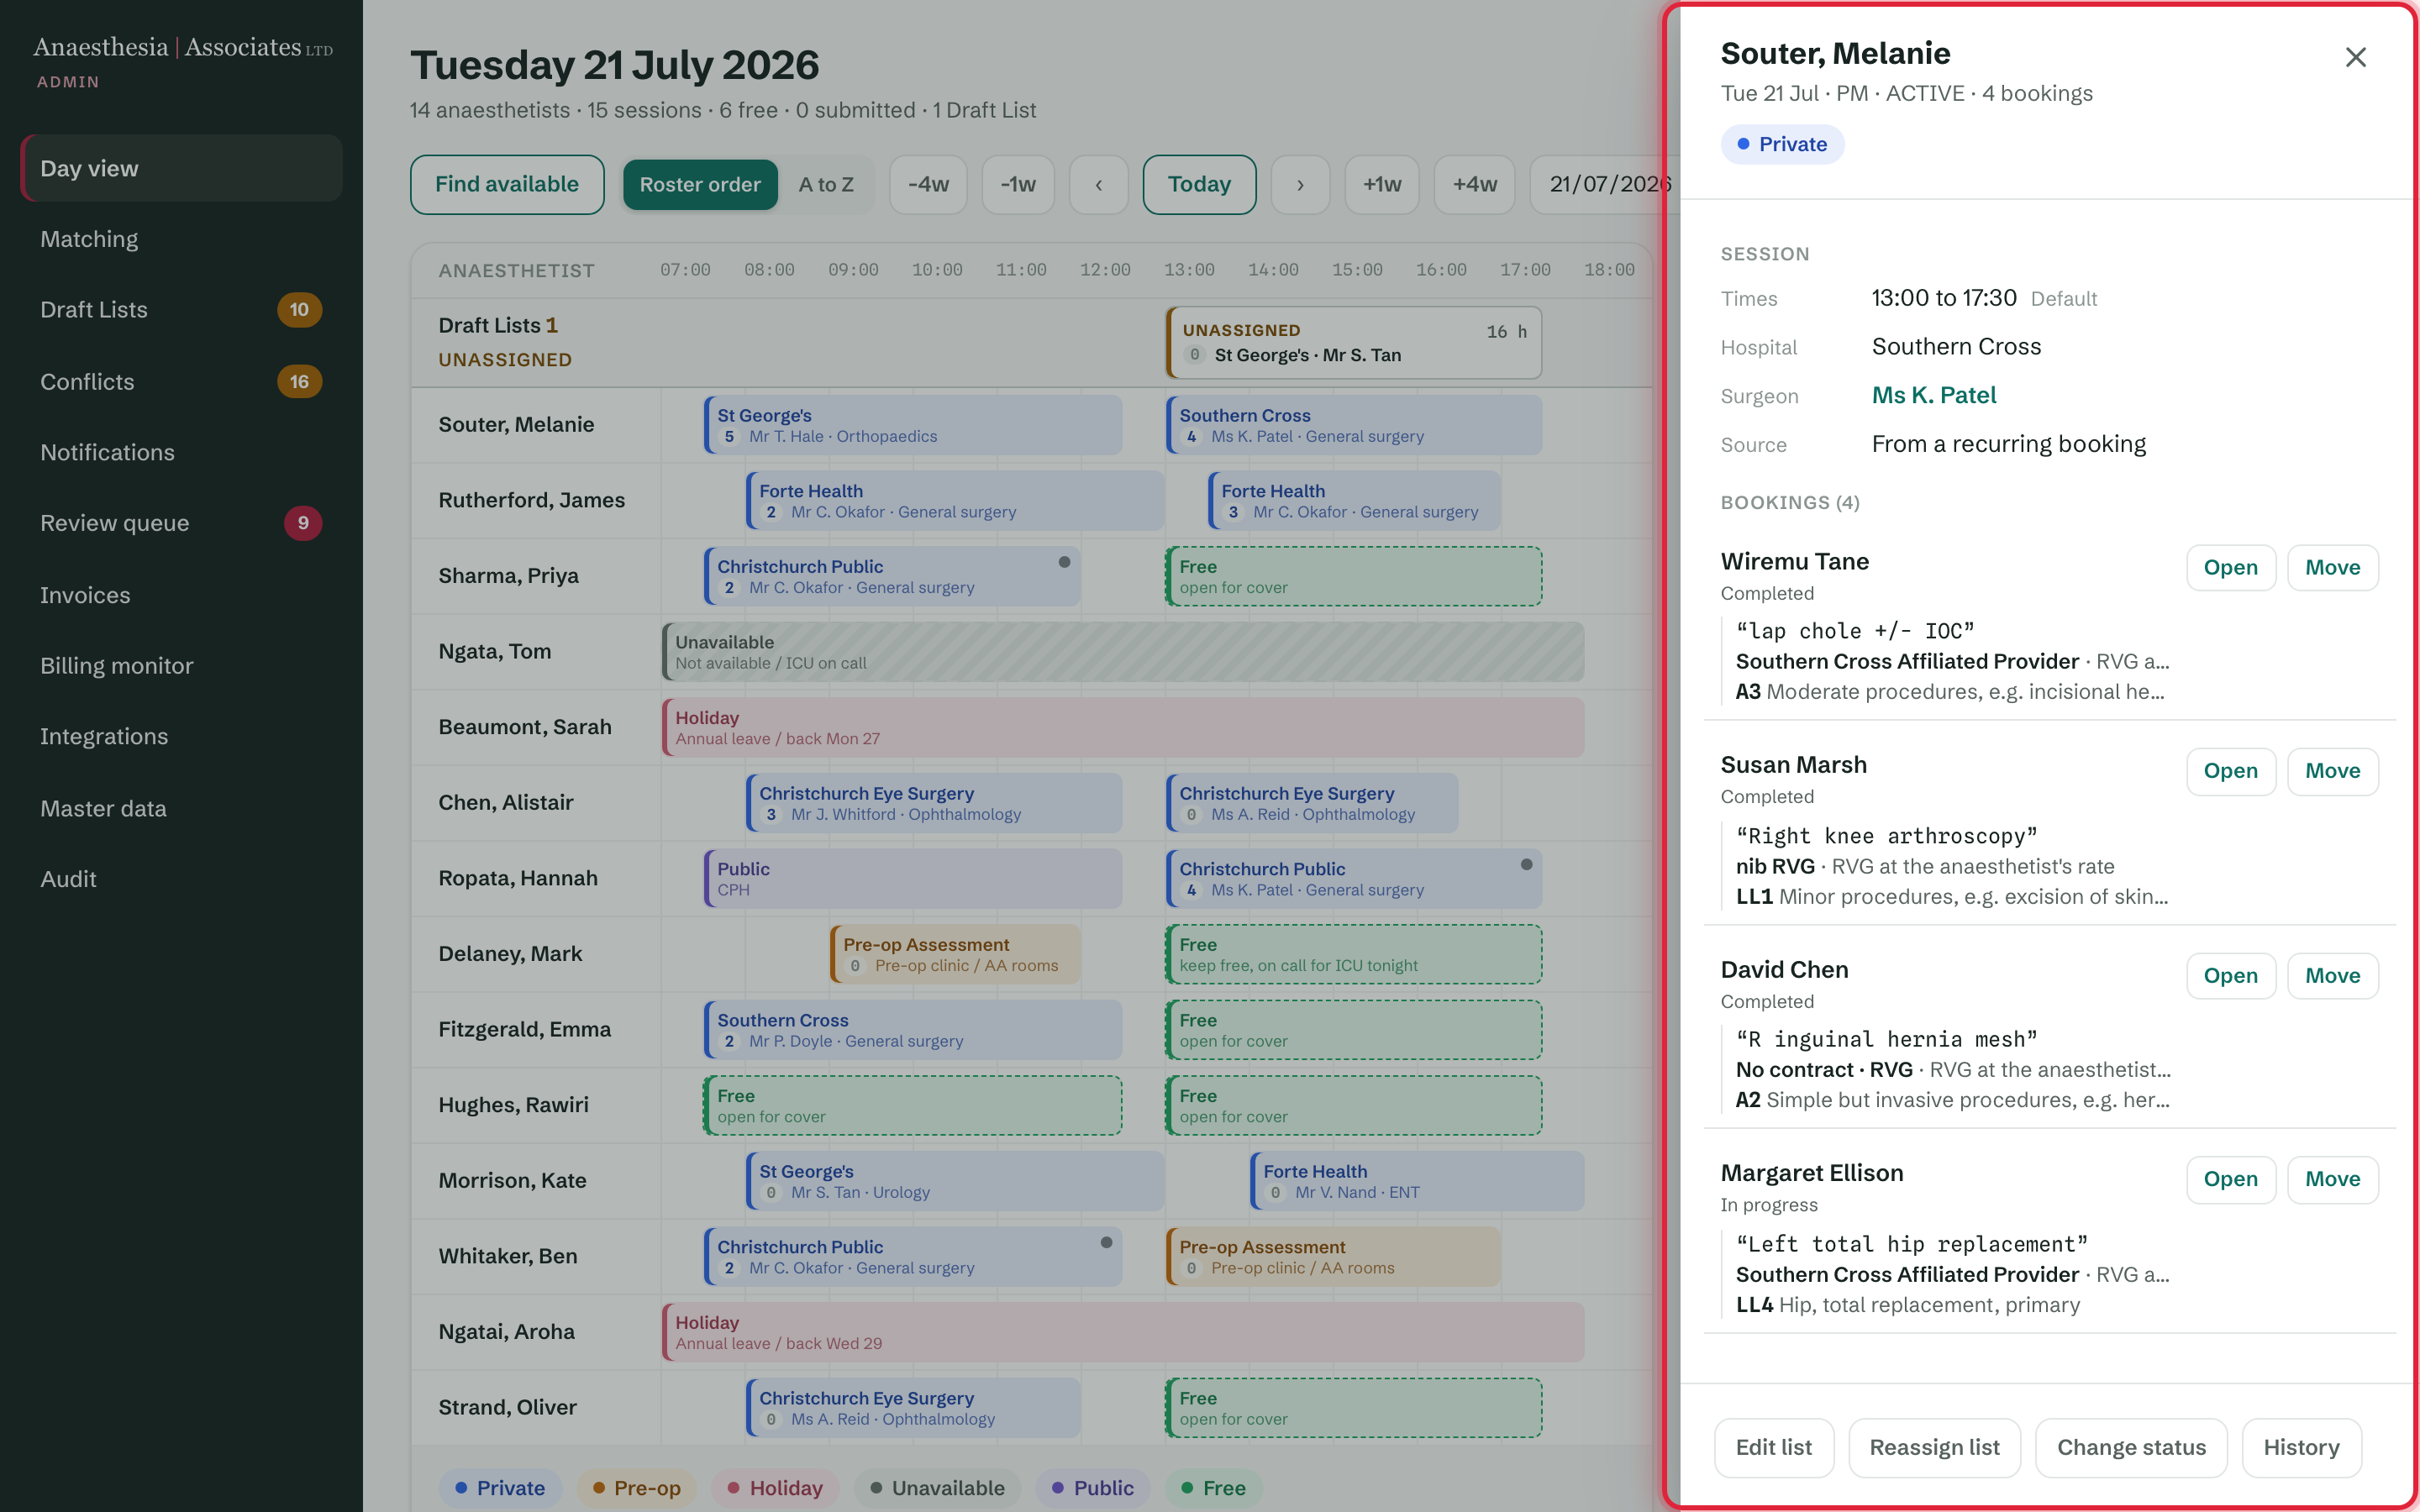 Anaesthesia | Associates LTD
ADMIN
Day view
Matching
Draft Lists 10
Conflicts 16
Notifications
Review queue 9
Invoices
Billing monitor
Integrations
Master data
Audit
Tuesday 21 July 2026
14 anaesthetists · 15 sessions · 6 free · 0 submitted · 1 Draft List
Find available Roster order A to Z -4w -1w ‹ Today › +1w +4w 21/07/2026
ANAESTHETIST 07:00 08:00 09:00 10:00 11:00 12:00 13:00 14:00 15:00 16:00 17:00 18:00
Draft Lists 1
UNASSIGNED
UNASSIGNED 16 h
0 St George's · Mr S. Tan
Souter, Melanie
St George's
5 Mr T. Hale · Orthopaedics
Southern Cross
4 Ms K. Patel · General surgery
Rutherford, James
Forte Health
2 Mr C. Okafor · General surgery
Forte Health
3 Mr C. Okafor · General surgery
Sharma, Priya
Christchurch Public
2 Mr C. Okafor · General surgery
Free
open for cover
Ngata, Tom
Unavailable
Not available / ICU on call
Beaumont, Sarah
Holiday
Annual leave / back Mon 27
Chen, Alistair
Christchurch Eye Surgery
3 Mr J. Whitford · Ophthalmology
Christchurch Eye Surgery
0 Ms A. Reid · Ophthalmology
Ropata, Hannah
Public
CPH
Christchurch Public
4 Ms K. Patel · General surgery
Delaney, Mark
Pre-op Assessment
0 Pre-op clinic / AA rooms
Free
keep free, on call for ICU tonight
Fitzgerald, Emma
Southern Cross
2 Mr P. Doyle · General surgery
Free
open for cover
Hughes, Rawiri
Free
open for cover
Free
open for cover
Morrison, Kate
St George's
0 Mr S. Tan · Urology
Forte Health
0 Mr V. Nand · ENT
Whitaker, Ben
Christchurch Public
2 Mr C. Okafor · General surgery
Pre-op Assessment
0 Pre-op clinic / AA rooms
Ngatai, Aroha
Holiday
Annual leave / back Wed 29
Strand, Oliver
Christchurch Eye Surgery
0 Ms A. Reid · Ophthalmology
Free
open for cover
Private Pre-op Holiday Unavailable Public Free
Souter, Melanie
Tue 21 Jul · PM · ACTIVE · 4 bookings
Private
SESSION
Times 13:00 to 17:30 Default
Hospital Southern Cross
Surgeon Ms K. Patel
Source From a recurring booking
BOOKINGS (4)
Wiremu Tane Open Move
Completed
“lap chole +/- IOC”
Southern Cross Affiliated Provider · RVG a...
A3 Moderate procedures, e.g. incisional he...
Susan Marsh Open Move
Completed
“Right knee arthroscopy”
nib RVG · RVG at the anaesthetist's rate
LL1 Minor procedures, e.g. excision of skin...
David Chen Open Move
Completed
“R inguinal hernia mesh”
No contract · RVG · RVG at the anaesthetist...
A2 Simple but invasive procedures, e.g. her...
Margaret Ellison Open Move
In progress
“Left total hip replacement”
Southern Cross Affiliated Provider · RVG a...
LL4 Hip, total replacement, primary
Edit list Reassign list Change status History